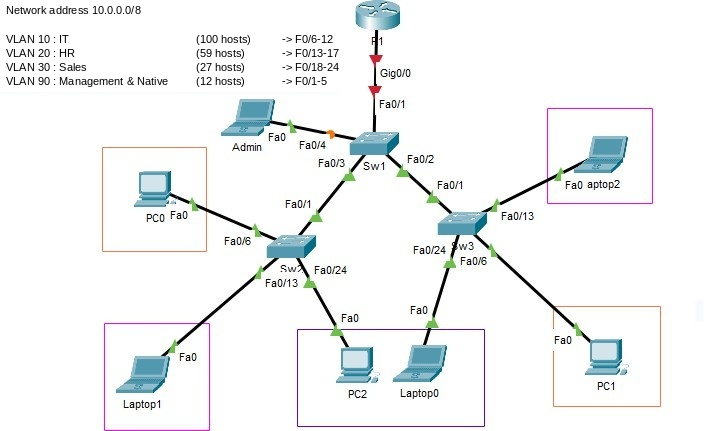 Network address 10.0.0.0/8
VLAN 10 : IT (100 hosts) -> F0/6-12
VLAN 20 : HR (59 hosts) -> F0/13-17
VLAN 30 : Sales (27 hosts) -> F0/18-24
VLAN 90 : Management & Native (12 hosts) -> F0/1-5
R1
Gig0/0
Fa0/1
Admin
Fa0
Fa0/4
Sw1
Fa0/3
Fa0/2
Fa0/1
Fa0/1
Fa0 aptop2
Fa0/13
PC0
Fa0
Fa0/6
Sw2
Fa0/24
Fa0/13
Fa0/24
Sw3
Fa0/6
Fa0
Fa0
Fa0
Fa0
Laptop1
PC2
Laptop0
PC1